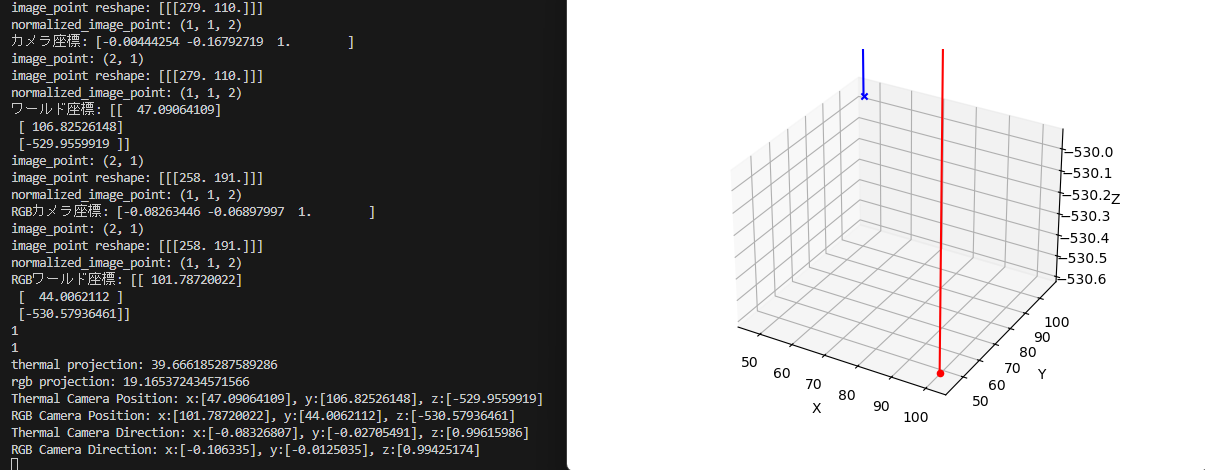 image_point reshape: [[[279. 110.]]]
normalized_image_point: (1, 1, 2)
カメラ座標: [-0.00444254 -0.16792719  1.        ]
image_point: (2, 1)
image_point reshape: [[[279. 110.]]]
normalized_image_point: (1, 1, 2)
ワールド座標: [[  47.09064109]
 [ 106.82526148]
 [-529.9559919 ]]
image_point: (2, 1)
image_point reshape: [[[258. 191.]]]
normalized_image_point: (1, 1, 2)
RGBカメラ座標: [-0.08263446 -0.06897997  1.        ]
image_point: (2, 1)
image_point reshape: [[[258. 191.]]]
normalized_image_point: (1, 1, 2)
RGBワールド座標: [[ 101.78720022]
 [  44.0062112 ]
 [-530.57936461]]
1
1
thermal projection: 39.666185287589286
rgb projection: 19.165372434571566
Thermal Camera Position: x:[47.09064109], y:[106.82526148], z:[-529.9559919]
RGB Camera Position: x:[101.78720022], y:[44.0062112], z:[-530.57936461]
Thermal Camera Direction: x:[-0.08326807], y:[-0.02705491], z:[0.99615986]
RGB Camera Direction: x:[-0.106335], y:[-0.0125035], z:[0.99425174]
−530.0
−530.1
−530.2
Z
−530.3
−530.4
−530.5
−530.6
50
60
70
80
90
100
X
50
60
70
80
90
100
Y